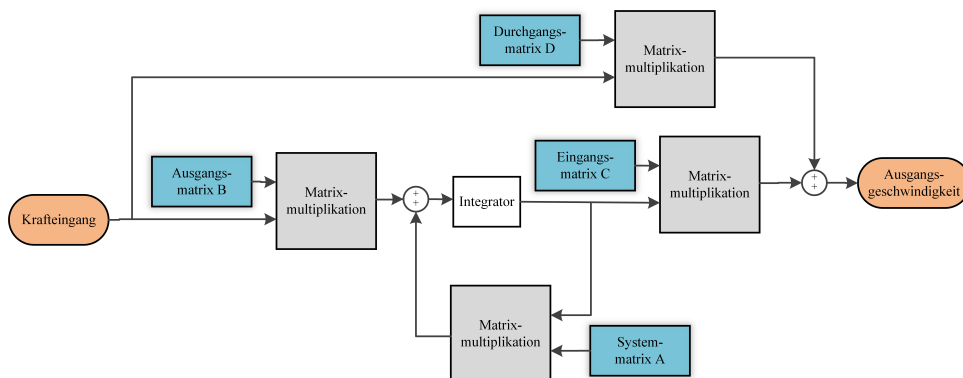 Durchgangs-
matrix D
Matrix-
multiplikation
Ausgangs-
matrix B
Matrix-
multiplikation
Eingangs-
matrix C
Matrix-
multiplikation
Krafteingang
+
+
Integrator
+
+
Ausgangs-
geschwindigkeit
Matrix-
multiplikation
System-
matrix A